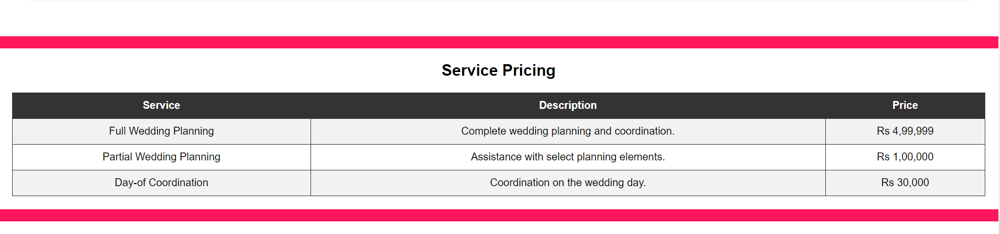 Service Pricing
Service Description Price
Full Wedding Planning Complete wedding planning and coordination. Rs 4,99,999
Partial Wedding Planning Assistance with select planning elements. Rs 1,00,000
Day-of Coordination Coordination on the wedding day. Rs 30,000